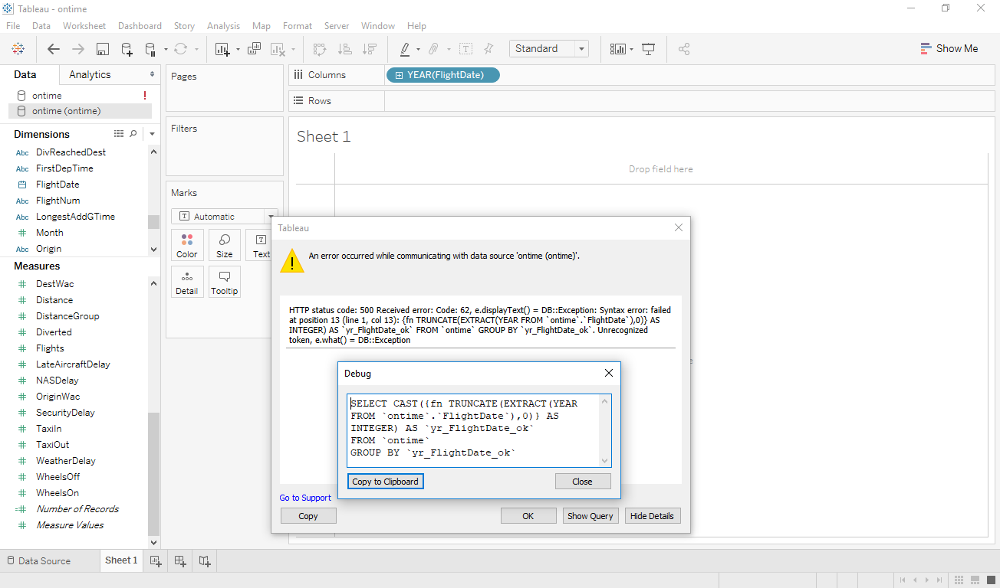 Tableau - ontime
File Data Worksheet Dashboard Story Analysis Map Format Server Window Help
Standard
Show Me
Data Analytics
ontime !
ontime (ontime)
Dimensions
Abc DivReachedDest
Abc FirstDepTime
FlightDate
Abc FlightNum
Abc LongestAddGTime
# Month
Abc Origin
Measures
# DestWac
# Distance
# DistanceGroup
# Diverted
# Flights
# LateAircraftDelay
# NASDelay
# OriginWac
# SecurityDelay
# TaxiIn
# TaxiOut
# WeatherDelay
# WheelsOff
# WheelsOn
=# Number of Records
# Measure Values
Pages
Filters
Marks
T Automatic
Color Size Text
Detail Tooltip
Columns YEAR(FlightDate)
Rows
Sheet 1
Drop field here
Tableau
An error occurred while communicating with data source 'ontime (ontime)'.
HTTP status code: 500 Received error: Code: 62, e.displayText() = DB::Exception: Syntax error: failed
at position 13 (line 1, col 13): {fn TRUNCATE(EXTRACT(YEAR FROM `ontime`.`FlightDate`),0)} AS
INTEGER) AS `yr_FlightDate_ok` FROM `ontime` GROUP BY `yr_FlightDate_ok`. Unrecognized
token, e.what() = DB::Exception
Debug
SELECT CAST({fn TRUNCATE(EXTRACT(YEAR
FROM `ontime`.`FlightDate`),0)} AS
INTEGER) AS `yr_FlightDate_ok`
FROM `ontime`
GROUP BY `yr_FlightDate_ok`
Copy to Clipboard Close
Go to Support
Copy OK Show Query Hide Details
Data Source Sheet 1